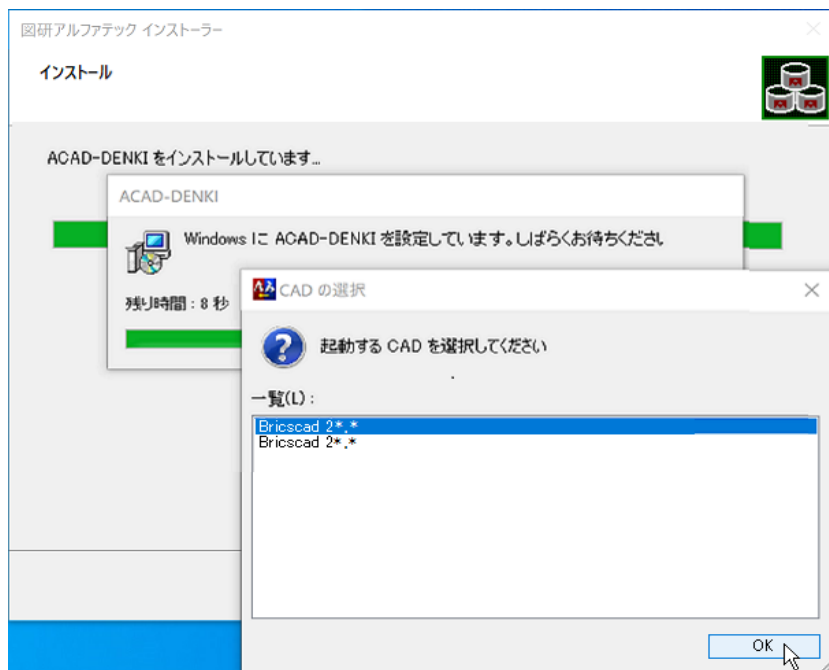 図研アルファテック インストーラー
インストール
ACAD-DENKI をインストールしています...
ACAD-DENKI
Windows に ACAD-DENKI を設定しています。しばらくお待ちくださ
残り時間 : 8 秒
CAD の選択
起動する CAD を選択してください
一覧(L) :
Bricscad 2*.*
Bricscad 2*.*
OK